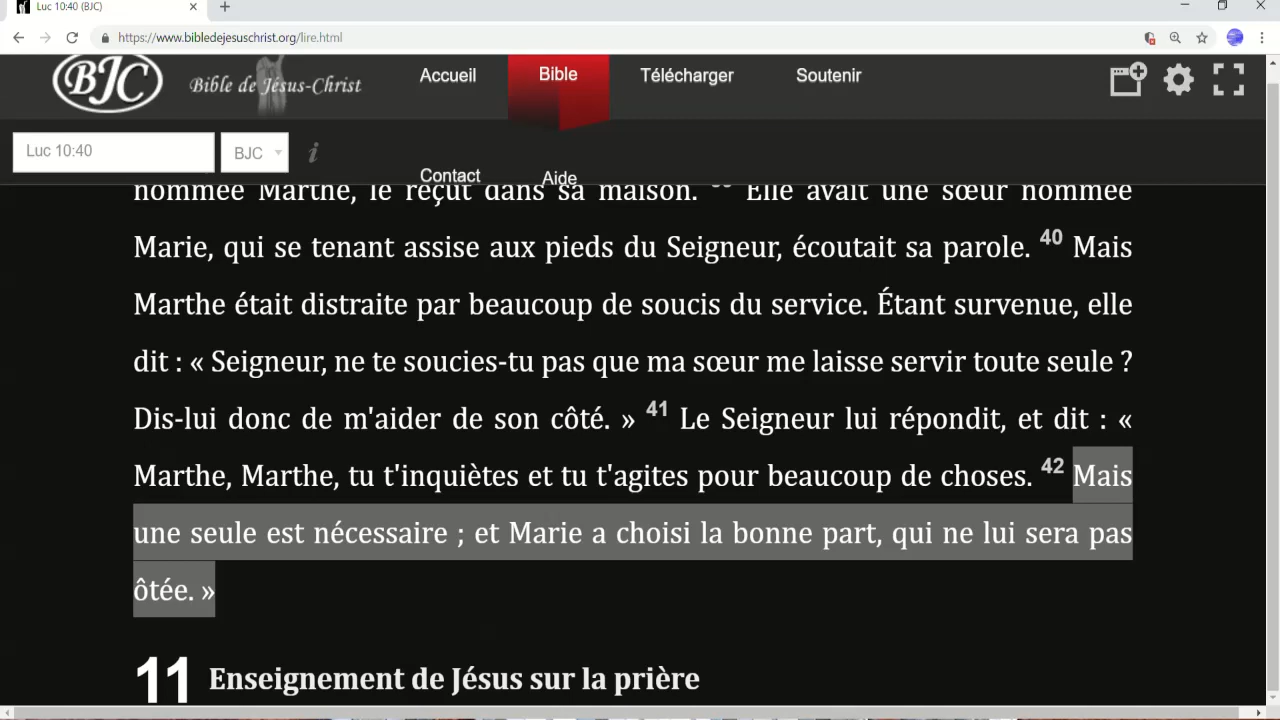 Luc 10:40 (BJC)
https://www.bibledejesuschrist.org/lire.html
BJC Bible de Jésus-Christ Accueil Bible Télécharger Soutenir
Luc 10:40 BJC i
Contact Aide
nommée Marthe, le reçut dans sa maison. Elle avait une sœur nommée
Marie, qui se tenant assise aux pieds du Seigneur, écoutait sa parole. 40 Mais
Marthe était distraite par beaucoup de soucis du service. Étant survenue, elle
dit : « Seigneur, ne te soucies-tu pas que ma sœur me laisse servir toute seule ?
Dis-lui donc de m'aider de son côté. » 41 Le Seigneur lui répondit, et dit : «
Marthe, Marthe, tu t'inquiètes et tu t'agites pour beaucoup de choses. 42 Mais
une seule est nécessaire ; et Marie a choisi la bonne part, qui ne lui sera pas
ôtée. »
11 Enseignement de Jésus sur la prière